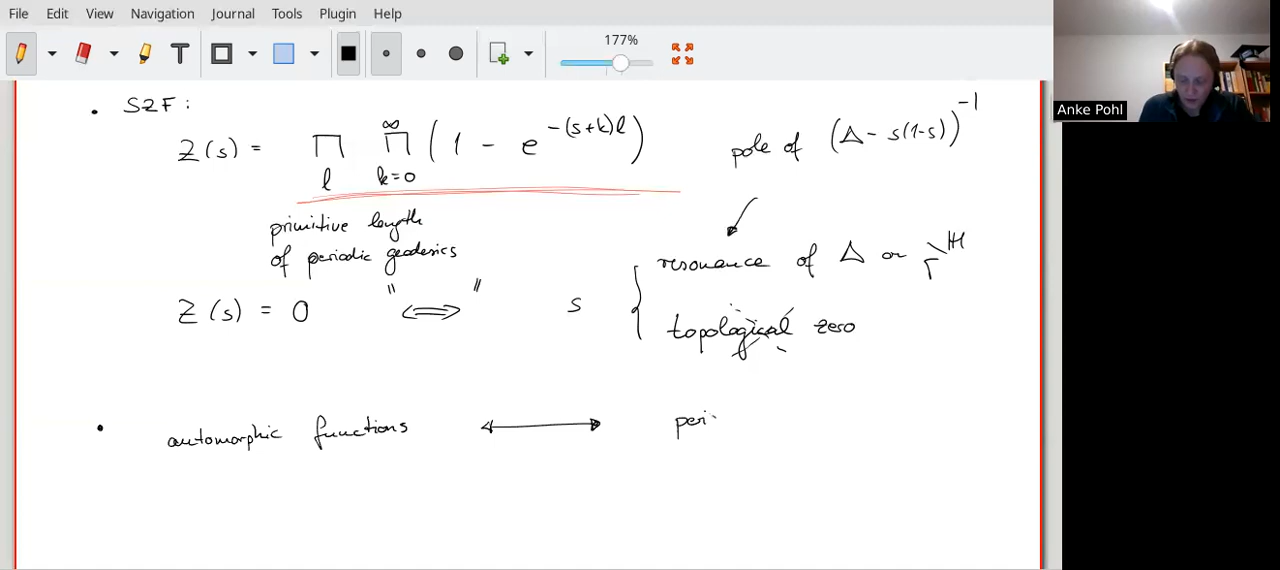 File Edit View Navigation Journal Tools Plugin Help
177%
Anke Pohl
• SZF:
Z(s) = ∏_l ∏_{k=0}^∞ (1 - e^{-(s+k)l})
pole of (Δ - s(1-s))^{-1}
primitive length
of periodic geodesics
resonance of Δ on Γ\ℍ
Z(s) = 0 "⟺" s {
topological zero
• automorphic functions ⟷ peri